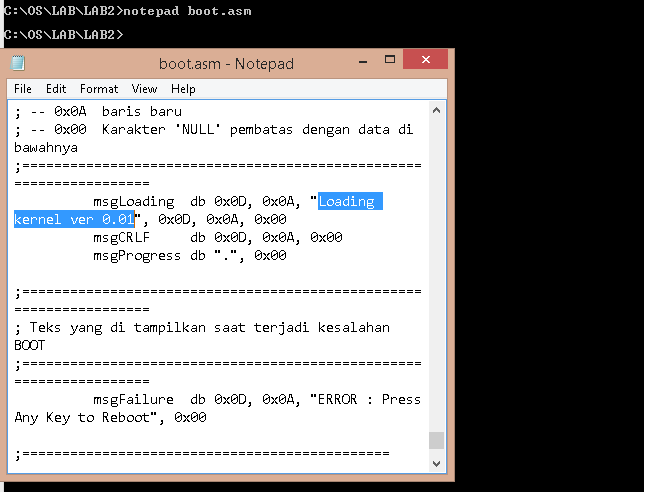 C:\OS\LAB\LAB2>notepad boot.asm
C:\OS\LAB\LAB2>
boot.asm - Notepad
File Edit Format View Help
; -- 0x0A  baris baru
; -- 0x00  Karakter 'NULL' pembatas dengan data di
bawahnya
;==================================================
=================
msgLoading  db 0x0D, 0x0A, "Loading
kernel ver 0.01", 0x0D, 0x0A, 0x00
msgCRLF     db 0x0D, 0x0A, 0x00
msgProgress db ".", 0x00
;==================================================
=================
; Teks yang di tampilkan saat terjadi kesalahan
BOOT
;==================================================
=================
msgFailure  db 0x0D, 0x0A, "ERROR : Press
Any Key to Reboot", 0x00
;==============================================